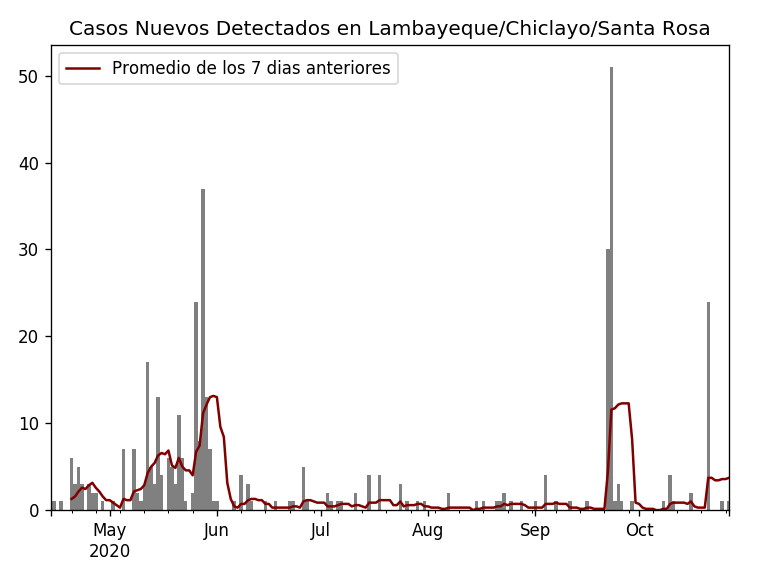 Casos Nuevos Detectados en Lambayeque/Chiclayo/Santa Rosa
Promedio de los 7 dias anteriores
50
40
30
20
10
0
May Jun Jul Aug Sep Oct
2020